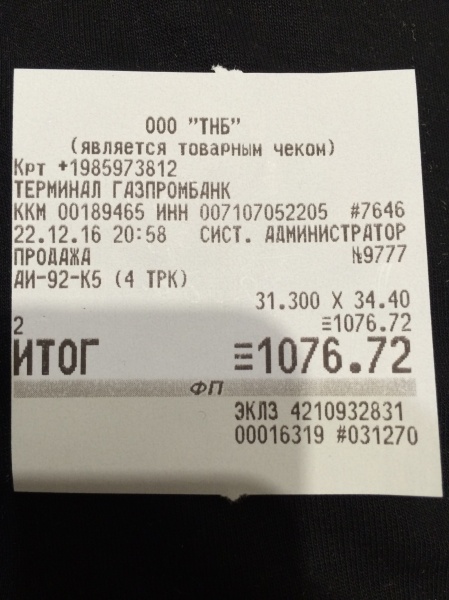 ООО "ТНБ"
(является товарным чеком)
Крт +1985973812
ТЕРМИНАЛ ГАЗПРОМБАНК
ККМ 00189465 ИНН 007107052205 #7646
22.12.16 20:58 СИСТ. АДМИНИСТРАТОР
ПРОДАЖА №9777
АИ-92-К5 (4 ТРК)
31.300 X 34.40
2 ≡1076.72
ИТОГ ≡1076.72
ФП
ЭКЛЗ 4210932831
00016319 #031270